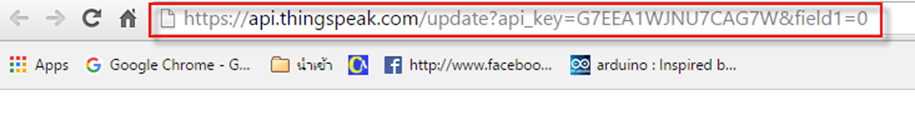 https://api.thingspeak.com/update?api_key=G7EEA1WJNU7CAG7W&field1=0
Apps Google Chrome - G... นำเข้า http://www.faceboo... arduino : Inspired b...